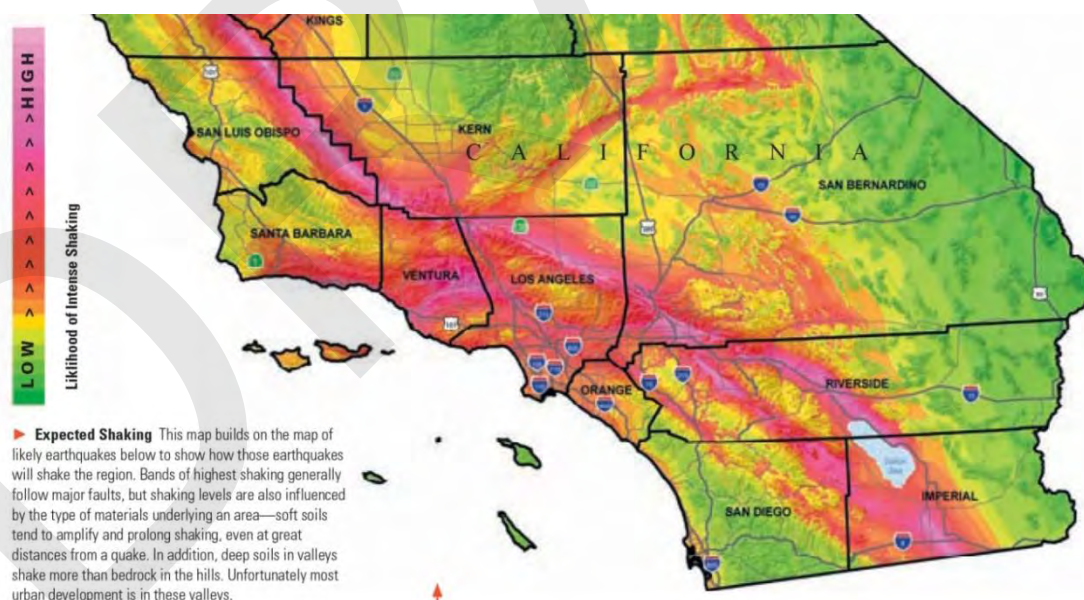 KINGS
HIGH
SAN LUIS OBISPO
KERN
CALIFORNIA
SAN BERNARDINO
SANTA BARBARA
VENTURA
LOS ANGELES
Liklihood of Intense Shaking
LOW
ORANGE
RIVERSIDE
► Expected Shaking This map builds on the map of
likely earthquakes below to show how those earthquakes
will shake the region. Bands of highest shaking generally
follow major faults, but shaking levels are also influenced
by the type of materials underlying an area—soft soils
tend to amplify and prolong shaking, even at great
distances from a quake. In addition, deep soils in valleys
shake more than bedrock in the hills. Unfortunately most
urban development is in these valleys.
Salton
Sea
IMPERIAL
SAN DIEGO